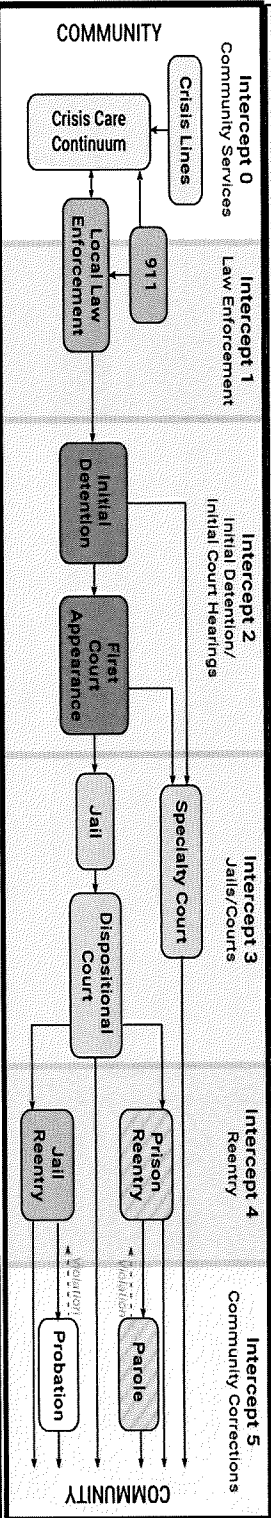 COMMUNITY
Intercept 0
Community Services
Crisis Lines
Crisis Care
Continuum
Intercept 1
Law Enforcement
911
Local Law
Enforcement
Intercept 2
Initial Detention/
Initial Court Hearings
Initial
Detention
First
Court
Appearance
Intercept 3
Jails/Courts
Specialty Court
Jail
Dispositional
Court
Intercept 4
Reentry
Prison
Reentry
Jail
Reentry
Intercept 5
Community Corrections
Violation
Parole
Violation
Probation
COMMUNITY